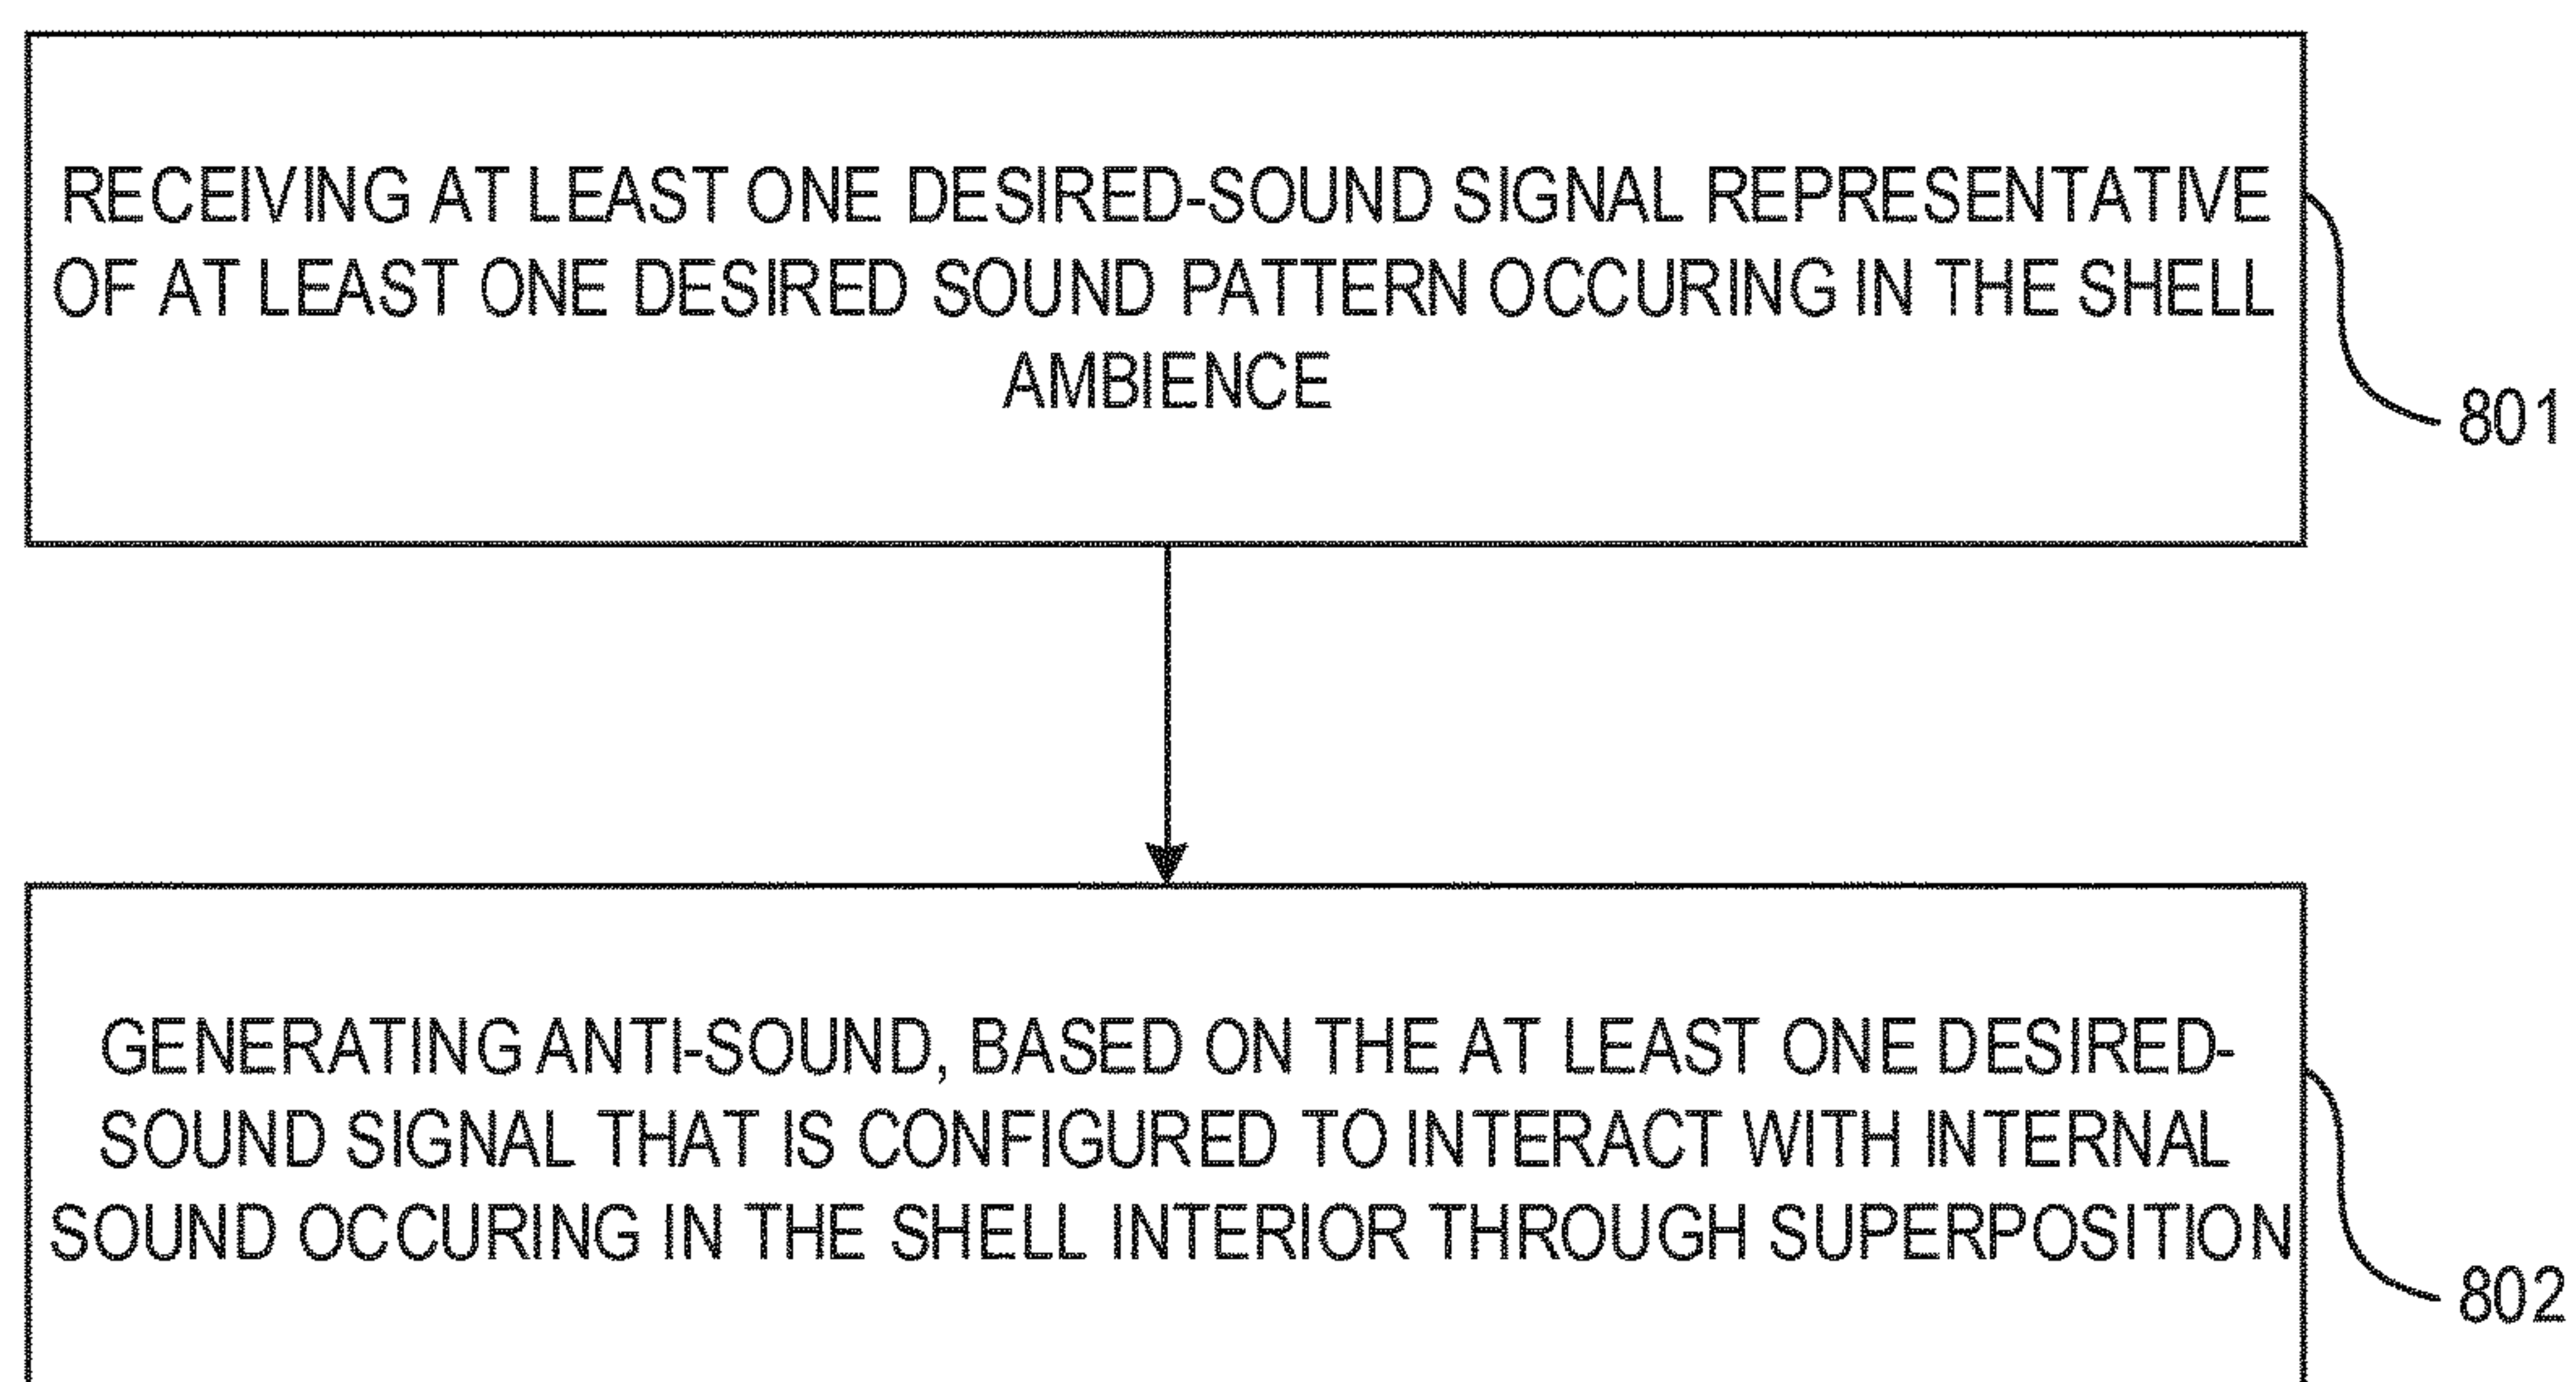 RECEIVING AT LEAST ONE DESIRED-SOUND SIGNAL REPRESENTATIVE
OF AT LEAST ONE DESIRED SOUND PATTERN OCCURING IN THE SHELL
AMBIENCE
801
GENERATING ANTI-SOUND, BASED ON THE AT LEAST ONE DESIRED-
SOUND SIGNAL THAT IS CONFIGURED TO INTERACT WITH INTERNAL
SOUND OCCURING IN THE SHELL INTERIOR THROUGH SUPERPOSITION
802